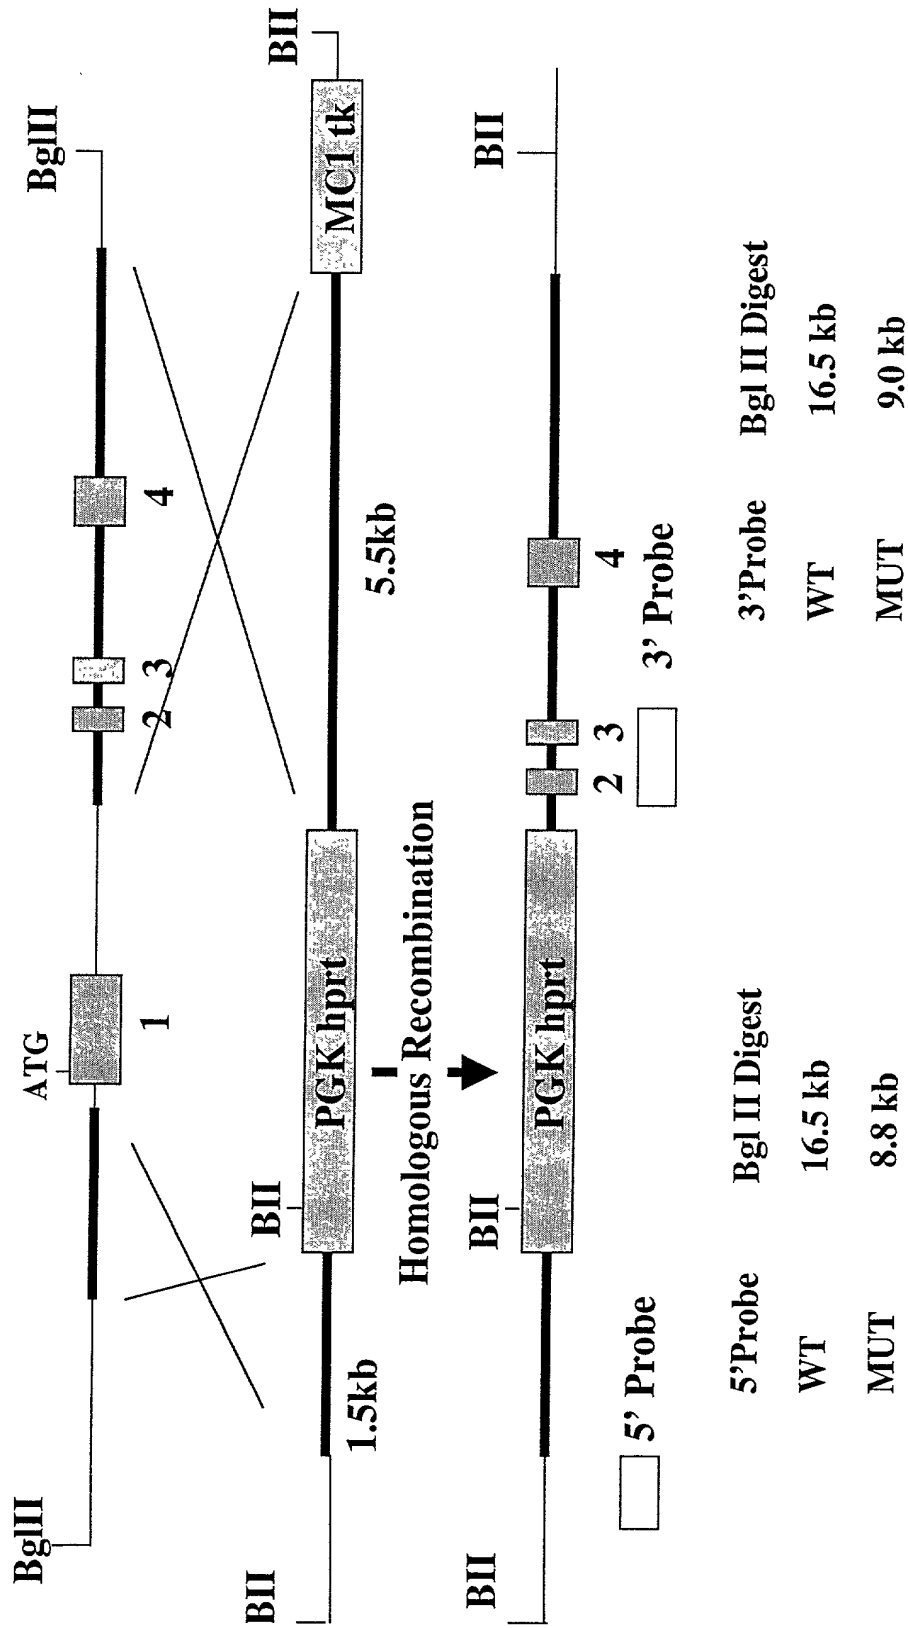 BglII
ATG
BglII
1
2
3
4
BII
BII
PGK hprt
MC1 tk
BII
1.5kb
5.5kb
Homologous Recombination
BII
BII
PGK hprt
BII
2
3
4
5’ Probe
3’ Probe
5’Probe
Bgl II Digest
WT
16.5 kb
MUT
8.8 kb
3’Probe
Bgl II Digest
WT
16.5 kb
MUT
9.0 kb